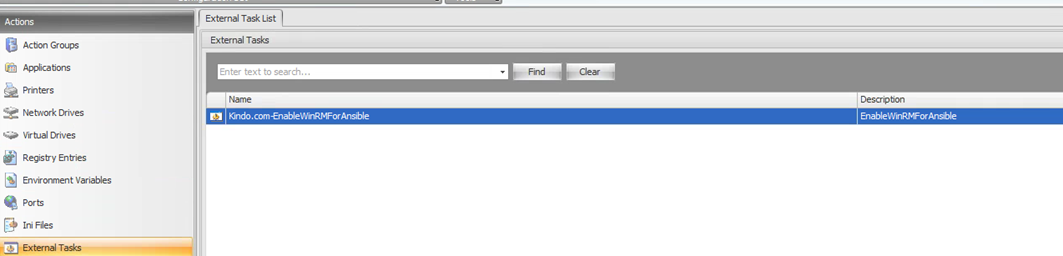 Actions
Action Groups
Applications
Printers
Network Drives
Virtual Drives
Registry Entries
Environment Variables
Ports
Ini Files
External Tasks
External Task List
External Tasks
Enter text to search...
Find
Clear
Name
Description
Kindo.com-EnableWinRMForAnsible
EnableWinRMForAnsible